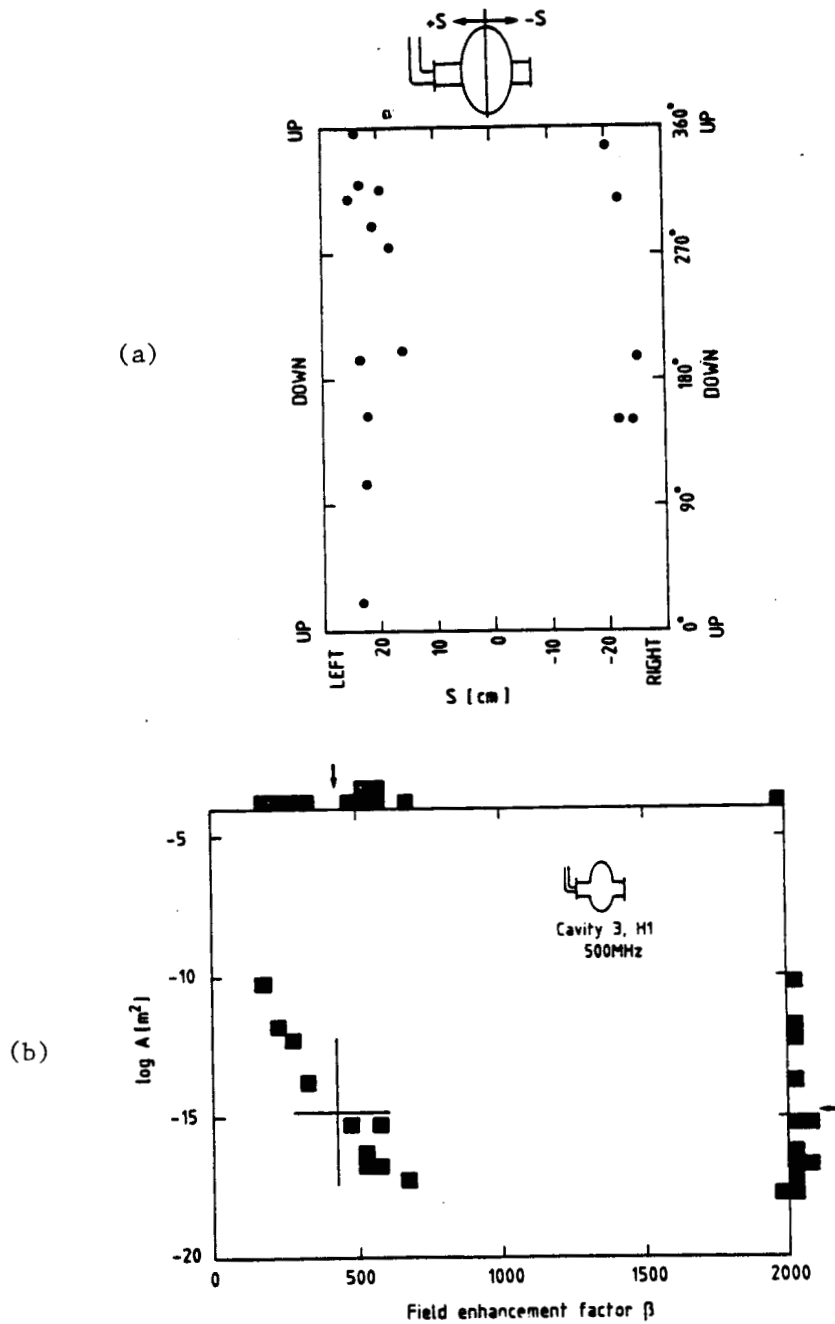 +S -S
UP
360° UP
270°
(a)
DOWN
180° DOWN
90°
UP
0° UP
LEFT 20 10 0 -10 -20 RIGHT
S [cm]
-5
Cavity 3, H1
500MHz
-10
(b)
log A [m²]
-15
-20
0 500 1000 1500 2000
Field enhancement factor β